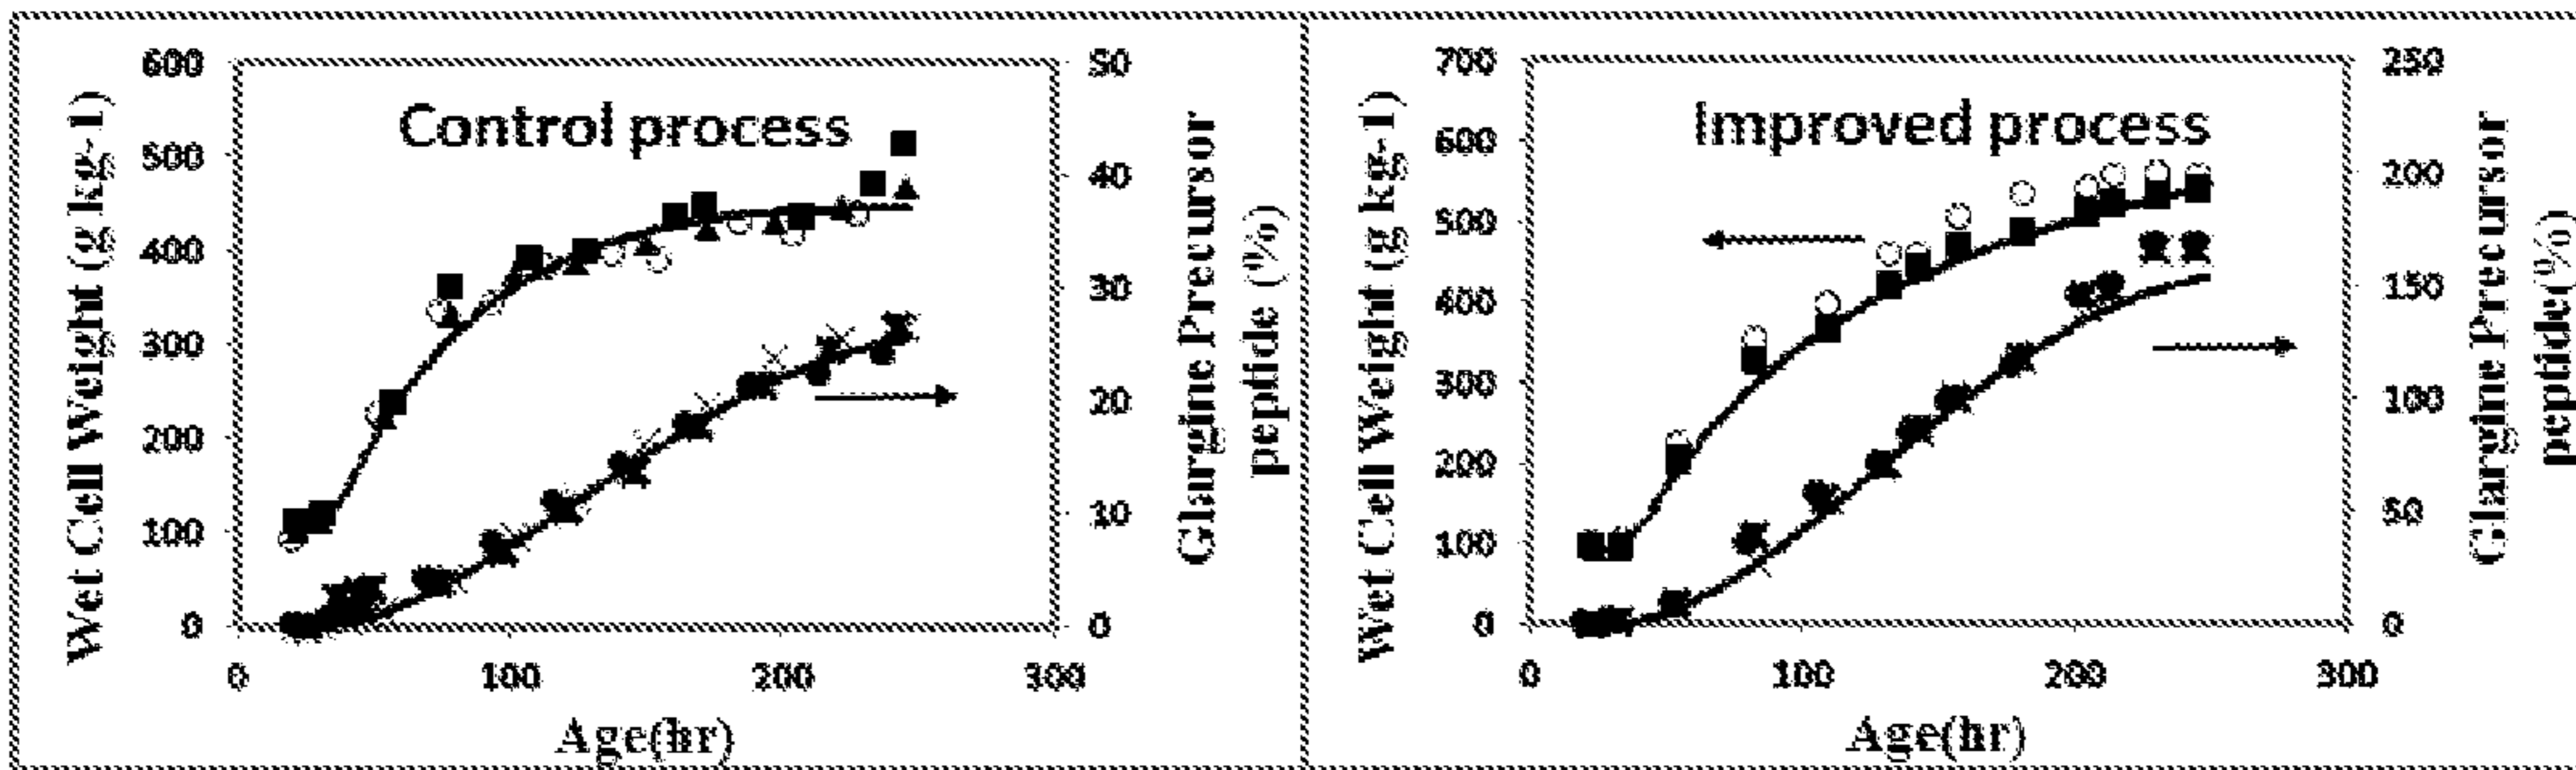 Control process
Wet Cell Weight (g kg-1)
600
500
400
300
200
100
0
50
40
30
20
10
0
Glargine Precursor
peptide (%)
0 100 200 300
Age(hr)
Improved process
Wet Cell Weight (g kg-1)
700
600
500
400
300
200
100
0
250
200
150
100
50
0
Glargine Precursor
peptide(%)
0 100 200 300
Age(hr)